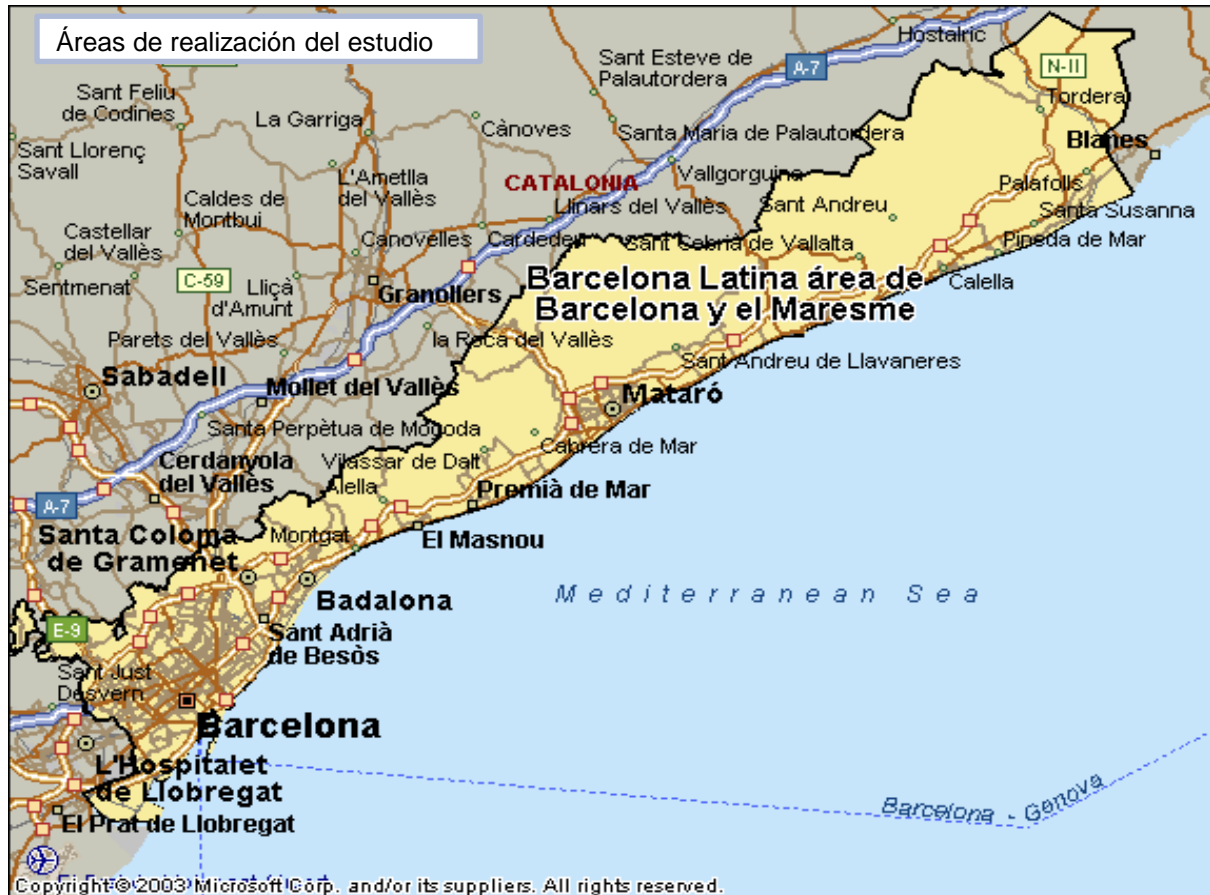 Áreas de realización del estudio
Hostalric
Sant Esteve de
Palautordera
A-7
N-II
Sant Feliu
de Codines
La Garriga
Cànoves
Tordera
Santa Maria de Palautordera
Sant Llorenç
Savall
Blanes
L'Ametlla
del Vallès
CATALONIA
Vallgorguina
Palafolls
Caldes de
Montbui
Llinars del Vallès
Sant Andreu
Santa Susanna
Castellar
del Vallès
Canovelles
Cardedeu
Sant Cebrià de Vallalta
Pineda de Mar
Sentmenat
C-59
Lliçà
d'Amunt
Granollers
Barcelona Latina área de
Barcelona y el Maresme
Calella
Parets del Vallès
la Roca del Vallès
Sant Andreu de Llavaneres
Sabadell
Mollet del Vallès
Mataró
Santa Perpètua de Mogoda
Cabrera de Mar
Cerdanyola
del Vallès
Vilassar de Dalt
Alella
Premià de Mar
A-7
Santa Coloma
de Gramenet
Montgat
El Masnou
Badalona
Mediterranean Sea
E-9
Sant Adrià
de Besòs
Sant Just
Desvern
Barcelona
L'Hospitalet
de Llobregat
Barcelona - Genova
El Prat de Llobregat
Copyright © 2003 Microsoft Corp. and/or its suppliers. All rights reserved.